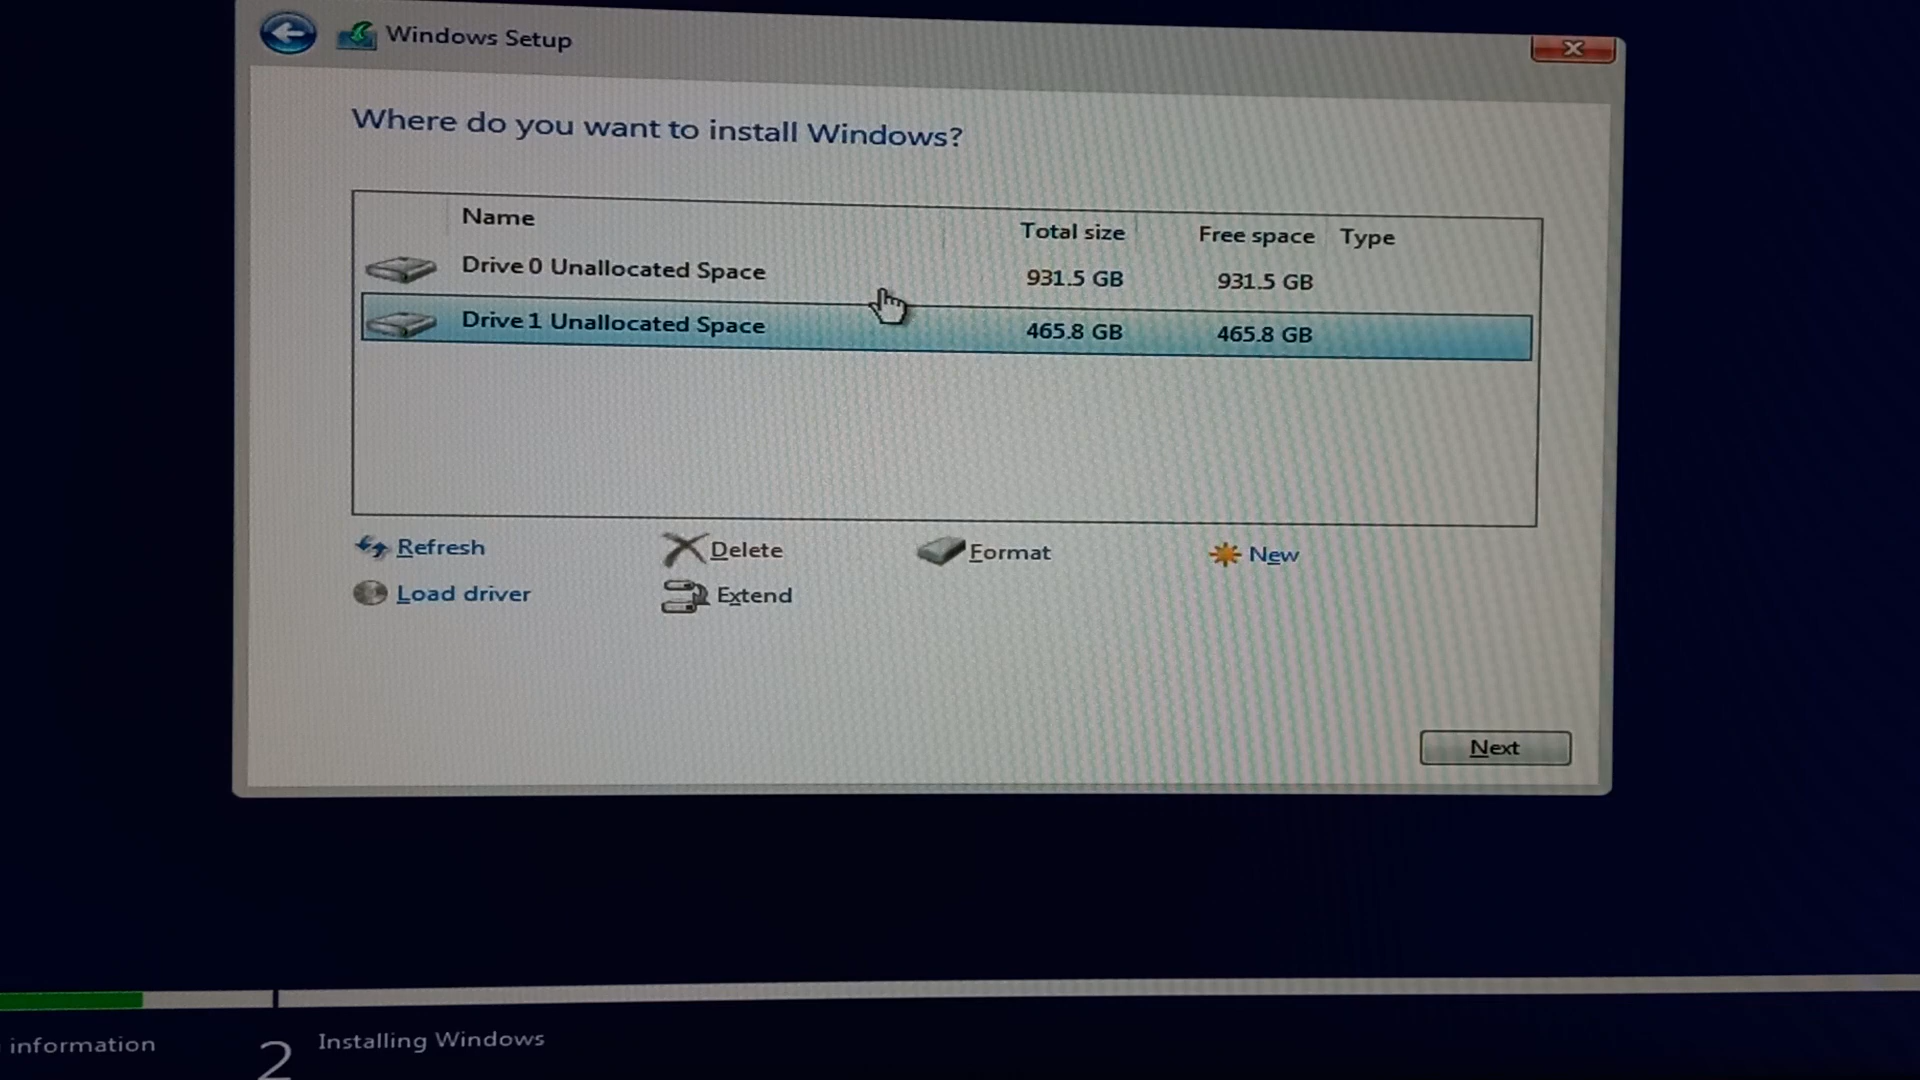 Windows Setup
Where do you want to install Windows?
Name Total size Free space Type
Drive 0 Unallocated Space 931.5 GB 931.5 GB
Drive 1 Unallocated Space 465.8 GB 465.8 GB
Refresh Delete Format New
Load driver Extend
Next
information 2 Installing Windows